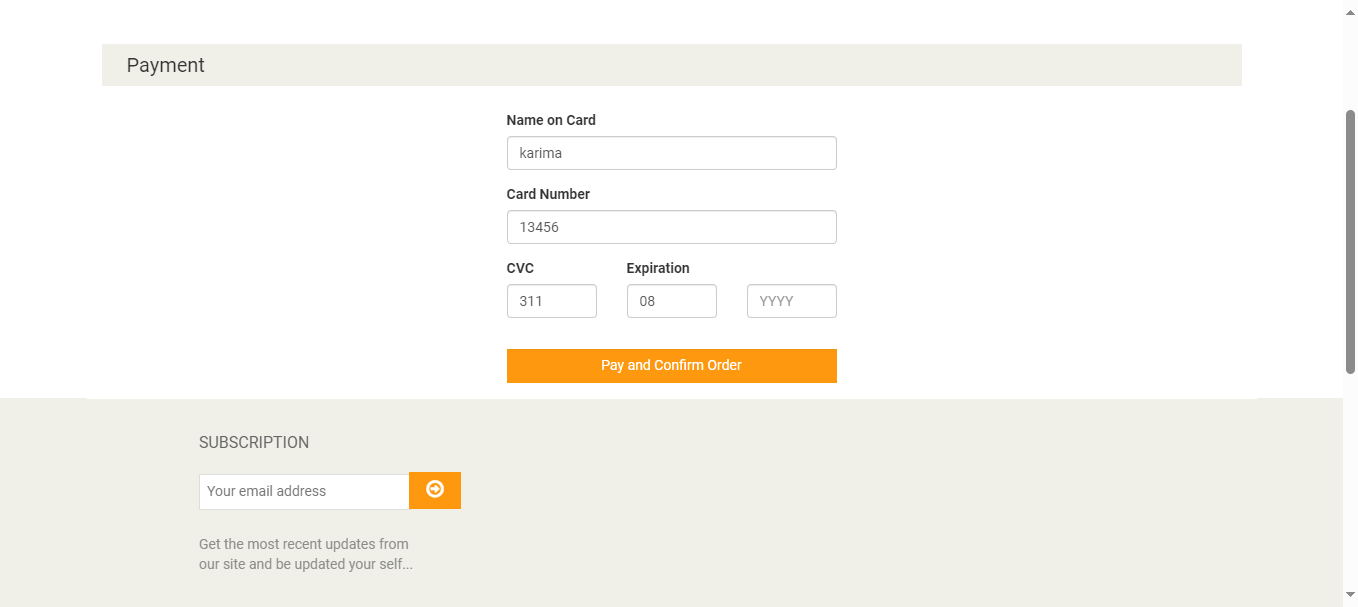 Payment
Name on Card
karima
Card Number
13456
CVC Expiration
311 08 YYYY
Pay and Confirm Order
SUBSCRIPTION
Your email address
Get the most recent updates from
our site and be updated your self...